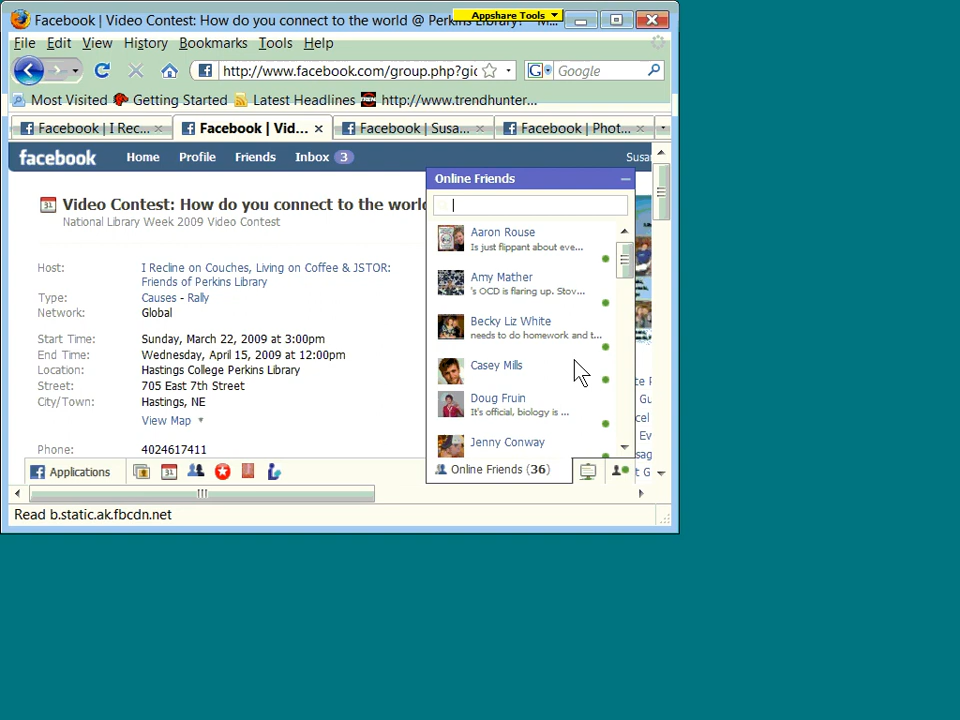 Facebook | Video Contest: How do you connect to the world @ Perkins Library?
Appshare Tools
File Edit View History Bookmarks Tools Help
http://www.facebook.com/group.php?gic
Google
Most Visited Getting Started Latest Headlines http://www.trendhunter...
Facebook | I Rec... Facebook | Vid... Facebook | Susa... Facebook | Phot...
facebook Home Profile Friends Inbox 3 Susa
Online Friends
Video Contest: How do you connect to the world
National Library Week 2009 Video Contest
Host: I Recline on Couches, Living on Coffee & JSTOR:
Friends of Perkins Library
Type: Causes - Rally
Network: Global
Start Time: Sunday, March 22, 2009 at 3:00pm
End Time: Wednesday, April 15, 2009 at 12:00pm
Location: Hastings College Perkins Library
Street: 705 East 7th Street
City/Town: Hastings, NE
View Map
Phone: 4024617411
Aaron Rouse
Is just flippant about eve...
Amy Mather
's OCD is flaring up. Stov...
Becky Liz White
needs to do homework and t...
Casey Mills
Doug Fruin
It's official, biology is ...
Jenny Conway
Applications
31
Online Friends (36)
Read b.static.ak.fbcdn.net